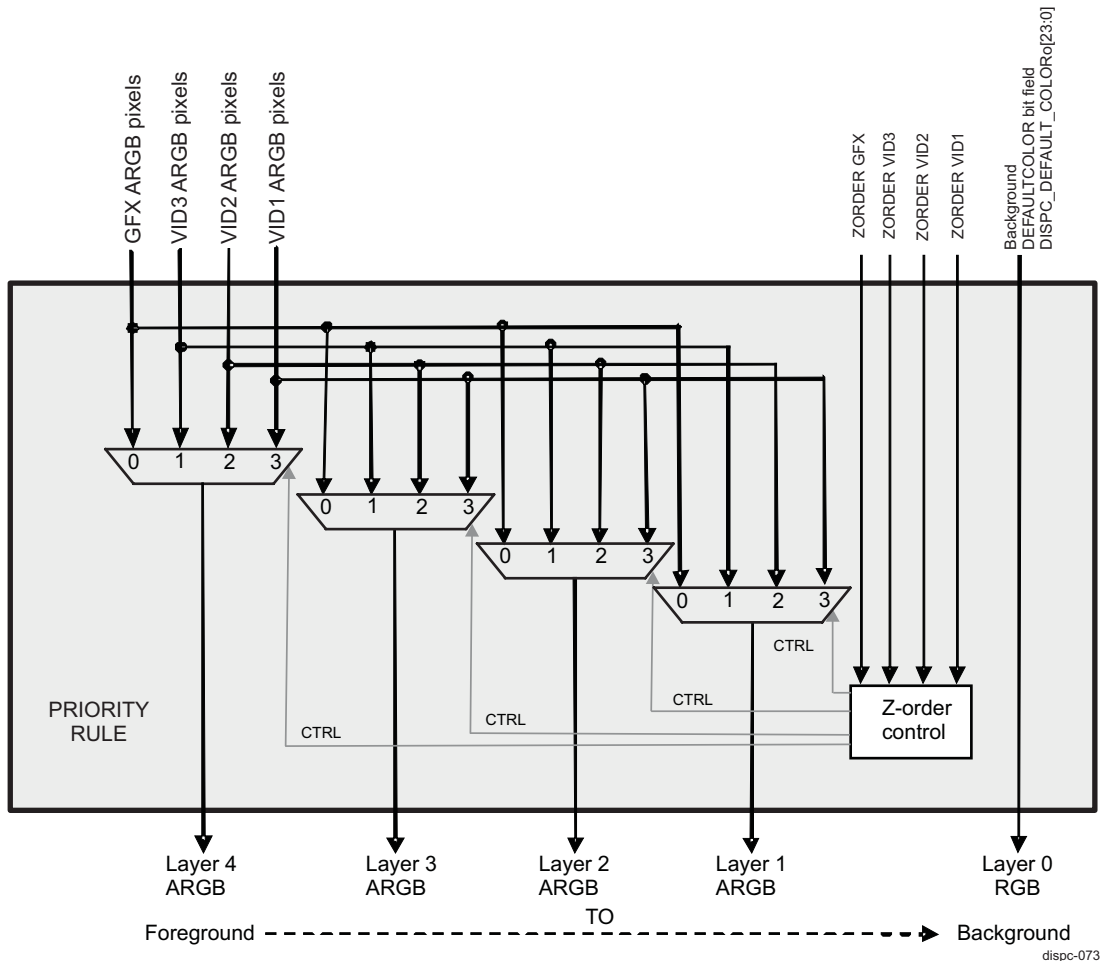 GFX ARGB pixels
VID3 ARGB pixels
VID2 ARGB pixels
VID1 ARGB pixels
ZORDER GFX
ZORDER VID3
ZORDER VID2
ZORDER VID1
Background
DEFAULTCOLOR bit field
DISPC_DEFAULT_COLORo[23:0]
0 1 2 3
0 1 2 3
0 1 2 3
0 1 2 3
CTRL
CTRL
CTRL
CTRL
Z-order
control
PRIORITY
RULE
Layer 4
ARGB
Layer 3
ARGB
Layer 2
ARGB
Layer 1
ARGB
Layer 0
RGB
Foreground
TO
Background
dispc-073